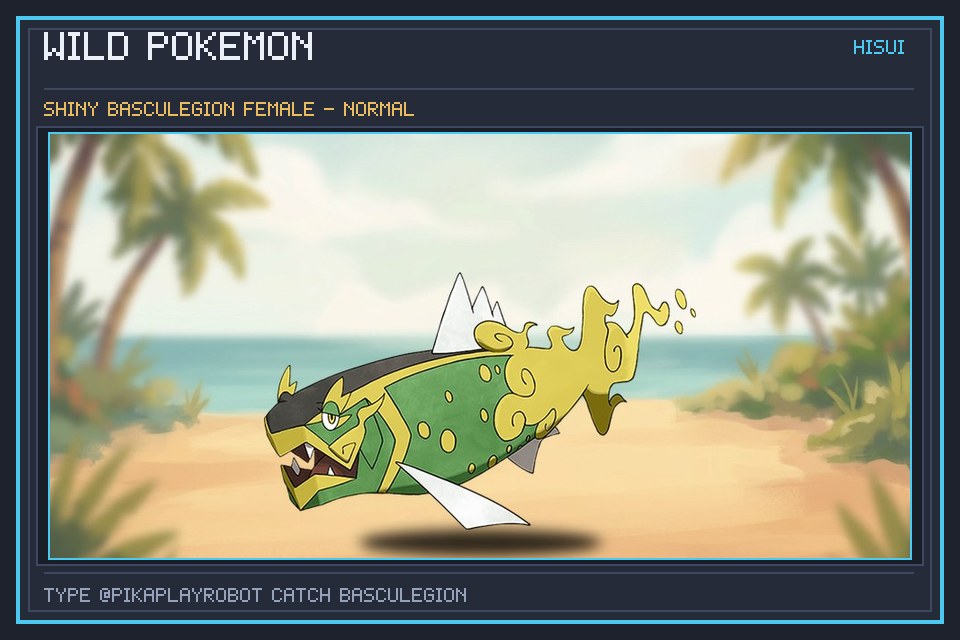 WILD POKEMON
HISUI
SHINY BASCULEGION FEMALE - NORMAL
TYPE @PIKAPLAYROBOT CATCH BASCULEGION